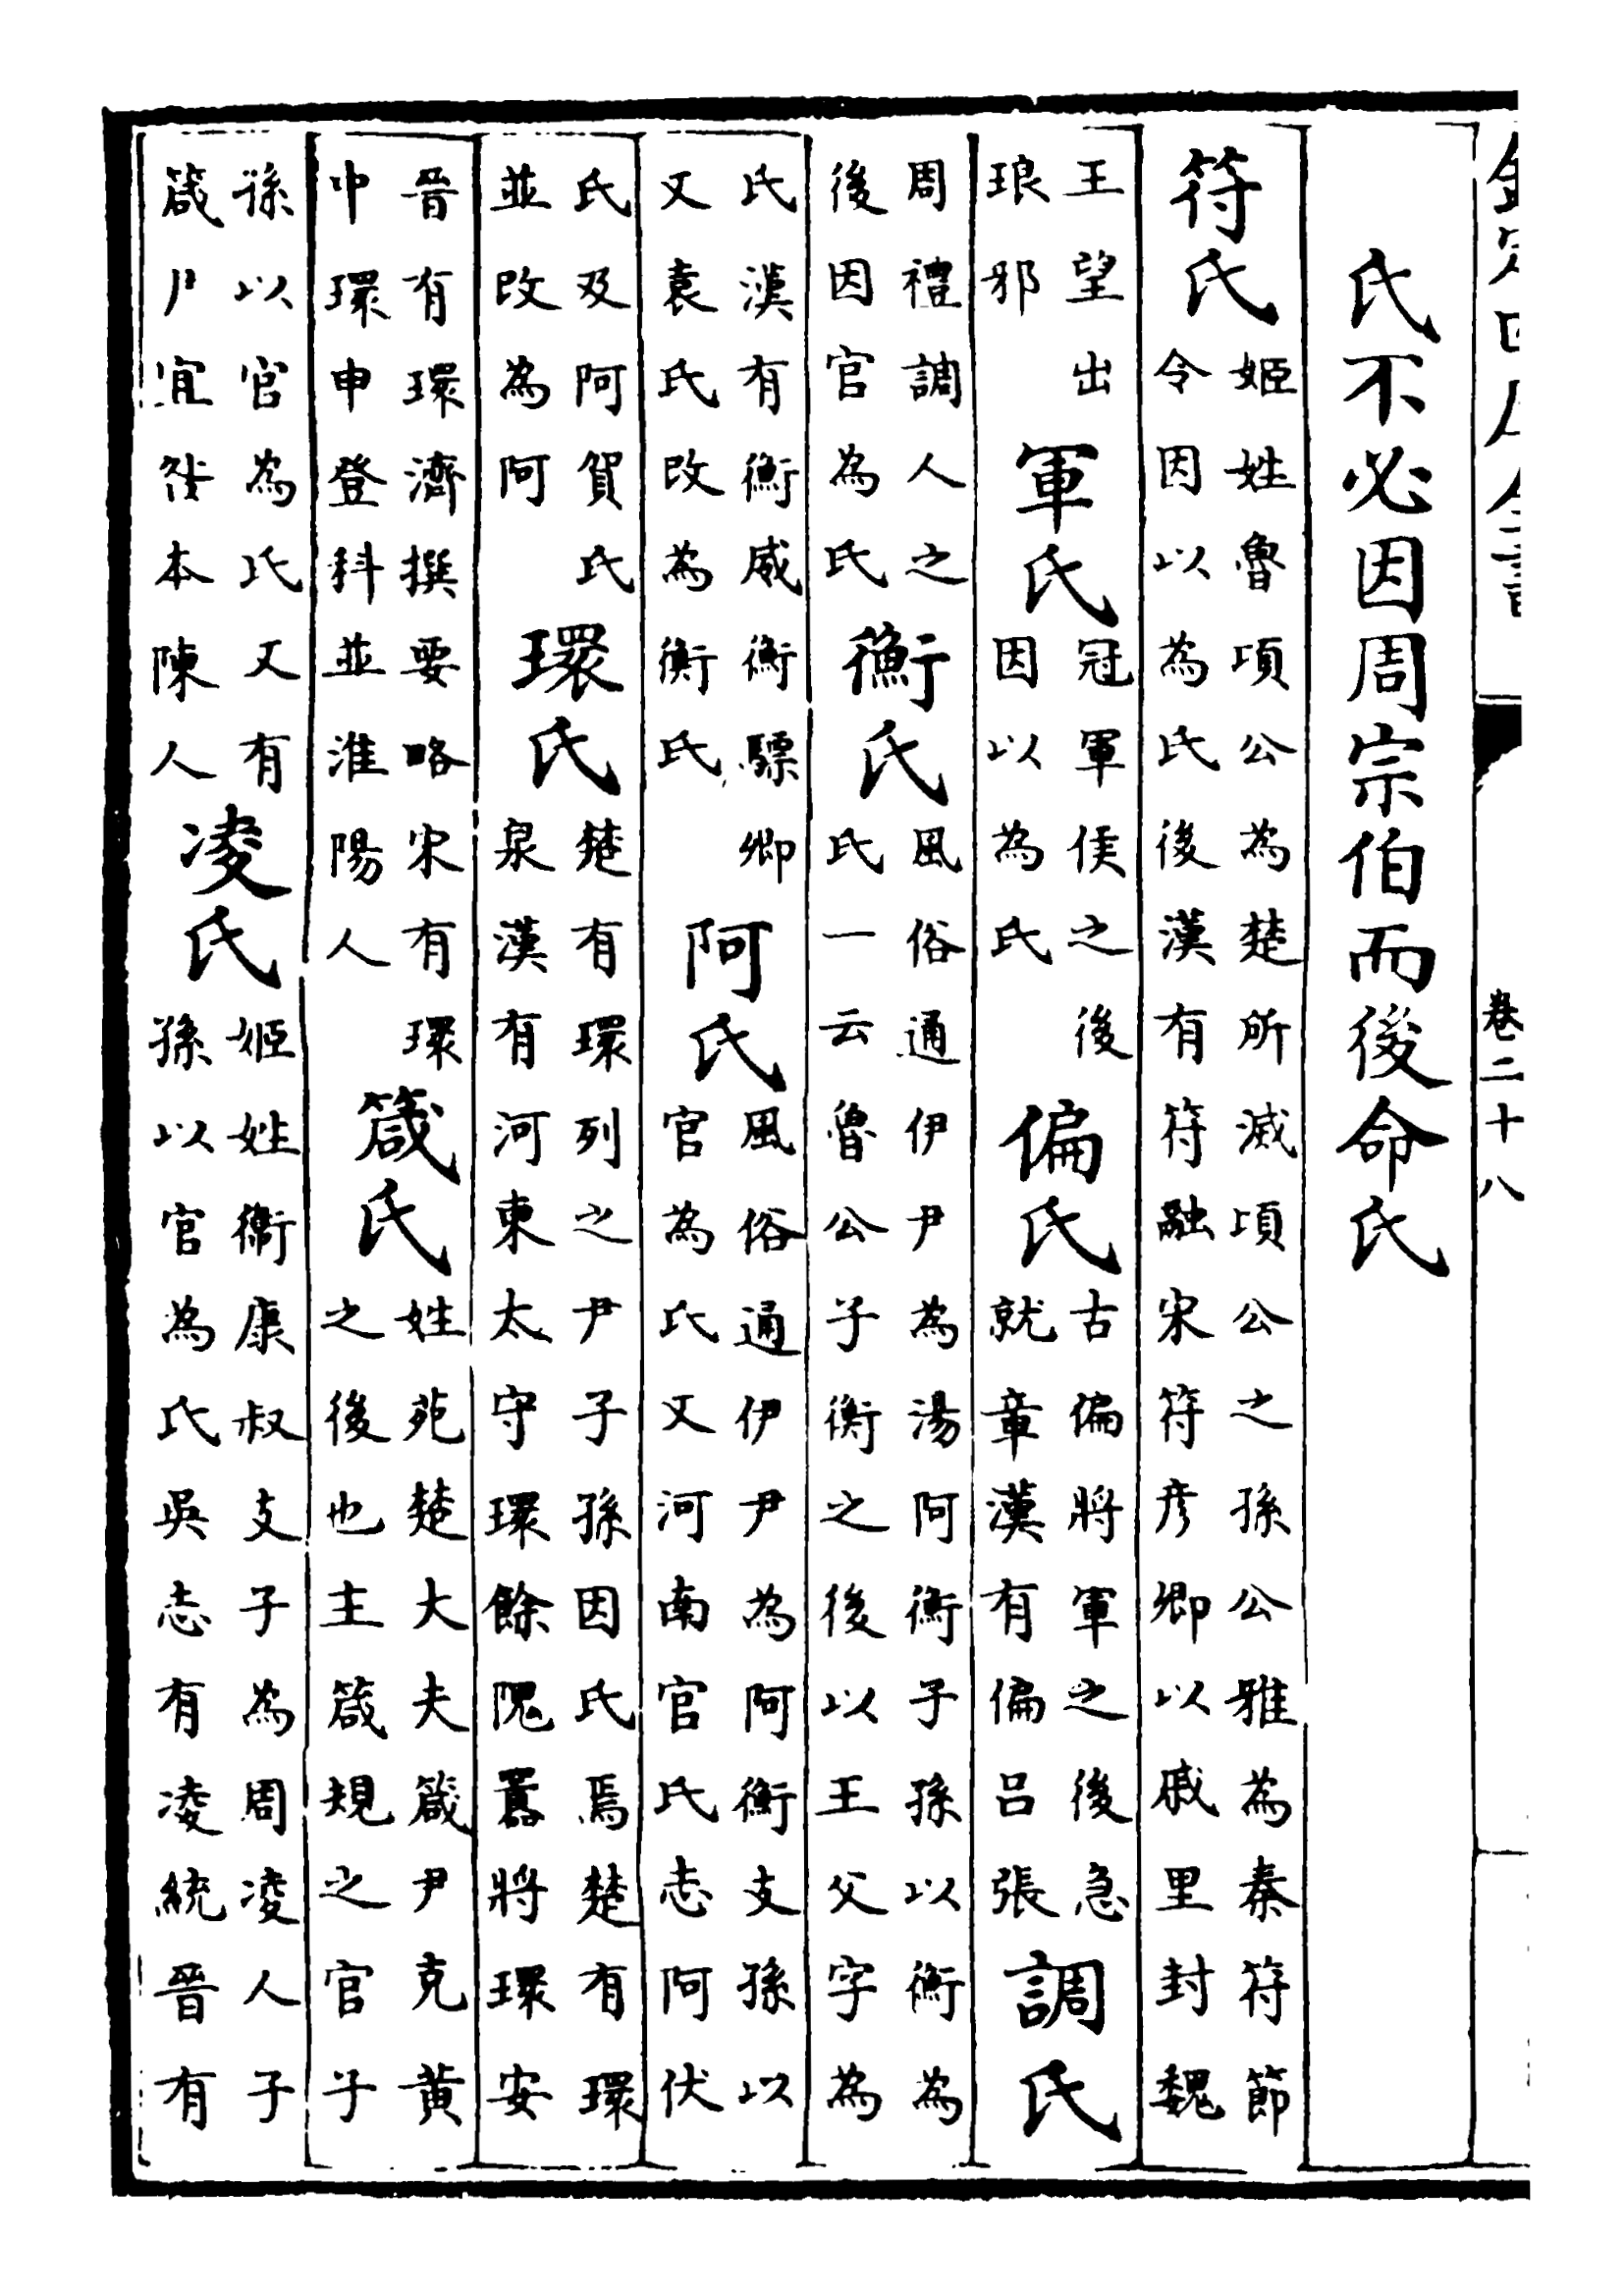 卷二十八
氏不必因周宗伯而後命氏
符氏姬姓魯項公為楚所滅項公之孫公雅為秦符節令因以為氏後漢有符融宋符彥卿以戚里封魏
王望出琅邪軍氏冠軍侯之後因以為氏偏氏古偏將軍之後急就章漢有偏呂張調氏
周禮調人之後因官為氏衡氏風俗通伊尹為湯阿衡子孫以衡為氏一云魯公子衡之後以王父字為
氏漢有衡威衡驃卿又袁氏改為衡氏阿氏風俗通伊尹為阿衡支孫以官為氏又河南官氏志阿伏
氏及阿賀氏並改為阿環氏楚有環列之尹子孫因氏焉楚有環泉漢有河東太守環餘隗囂將環安
晉有環濟撰要略宋有環中環申登科並淮陽人箴氏姓苑楚大夫箴尹克黃之後也主箴規之官子
孫以官為氏又有箴尹宜咎本陳人凌氏姬姓衛康叔支子為周凌人子孫以官為氏吳志有凌統晉有